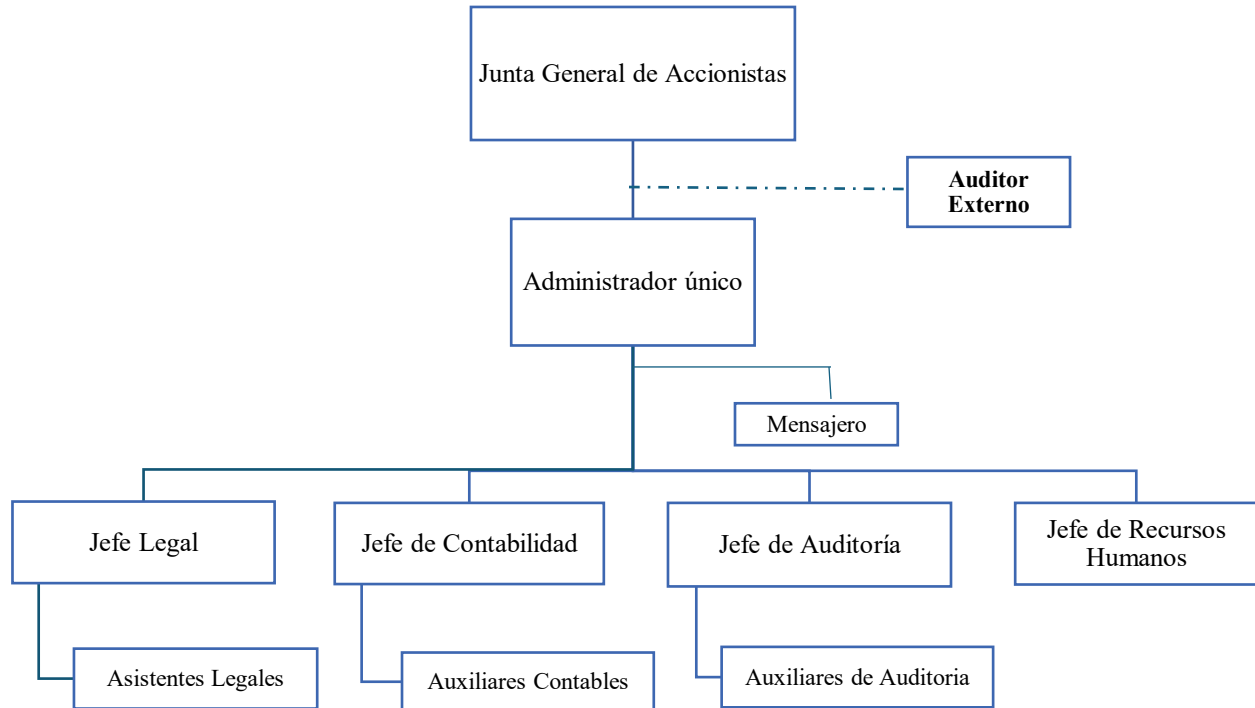 Junta General de Accionistas
Auditor
Externo
Administrador único
Mensajero
Jefe Legal
Jefe de Contabilidad
Jefe de Auditoría
Jefe de Recursos
Humanos
Asistentes Legales
Auxiliares Contables
Auxiliares de Auditoria